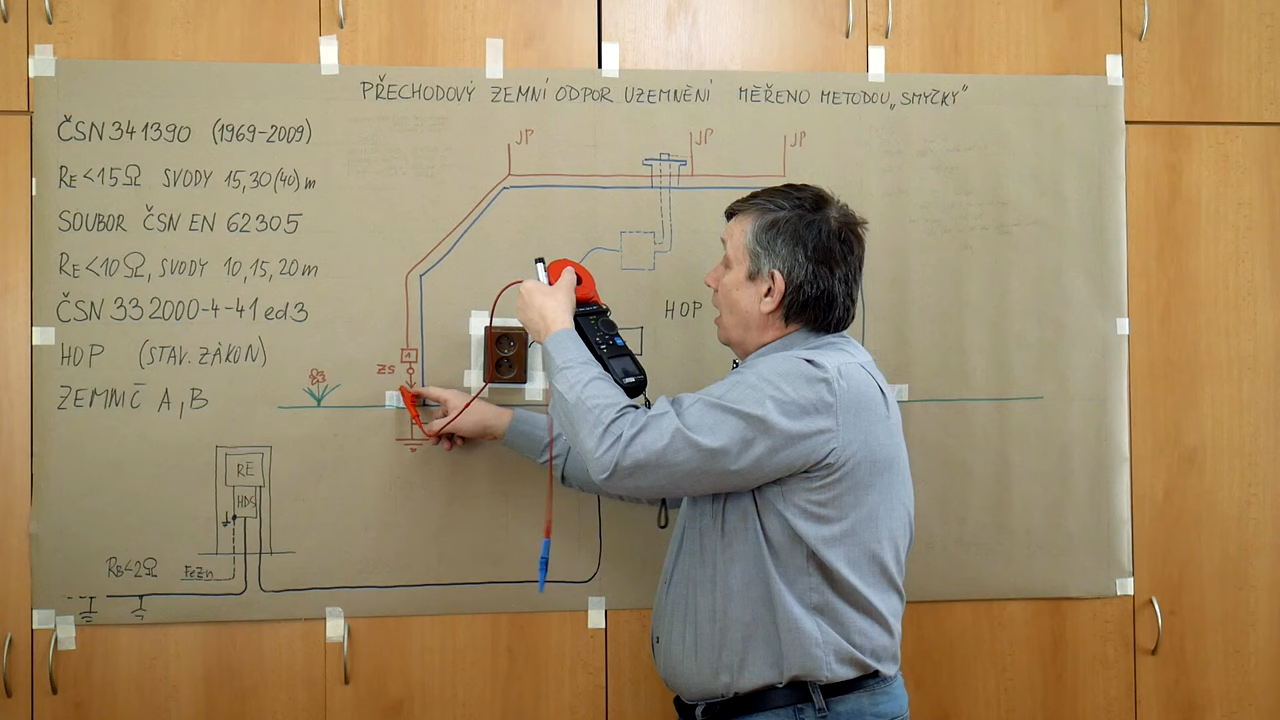 PŘECHODOVÝ ZEMNÍ ODPOR UZEMNĚNÍ MĚŘENO METODOU „SMYČKY“
ČSN 341390 (1969-2009)
RE<15Ω SVODY 15,30(40)m
SOUBOR ČSN EN 62305
RE<10Ω, SVODY 10,15,20m
ČSN 33 2000-4-41 ed3
HOP (STAV. ZÁKON)
ZEMNIČ A, B
JP
JP
JP
HOP
ZS
RE
HDS
RB<2Ω
FeZn